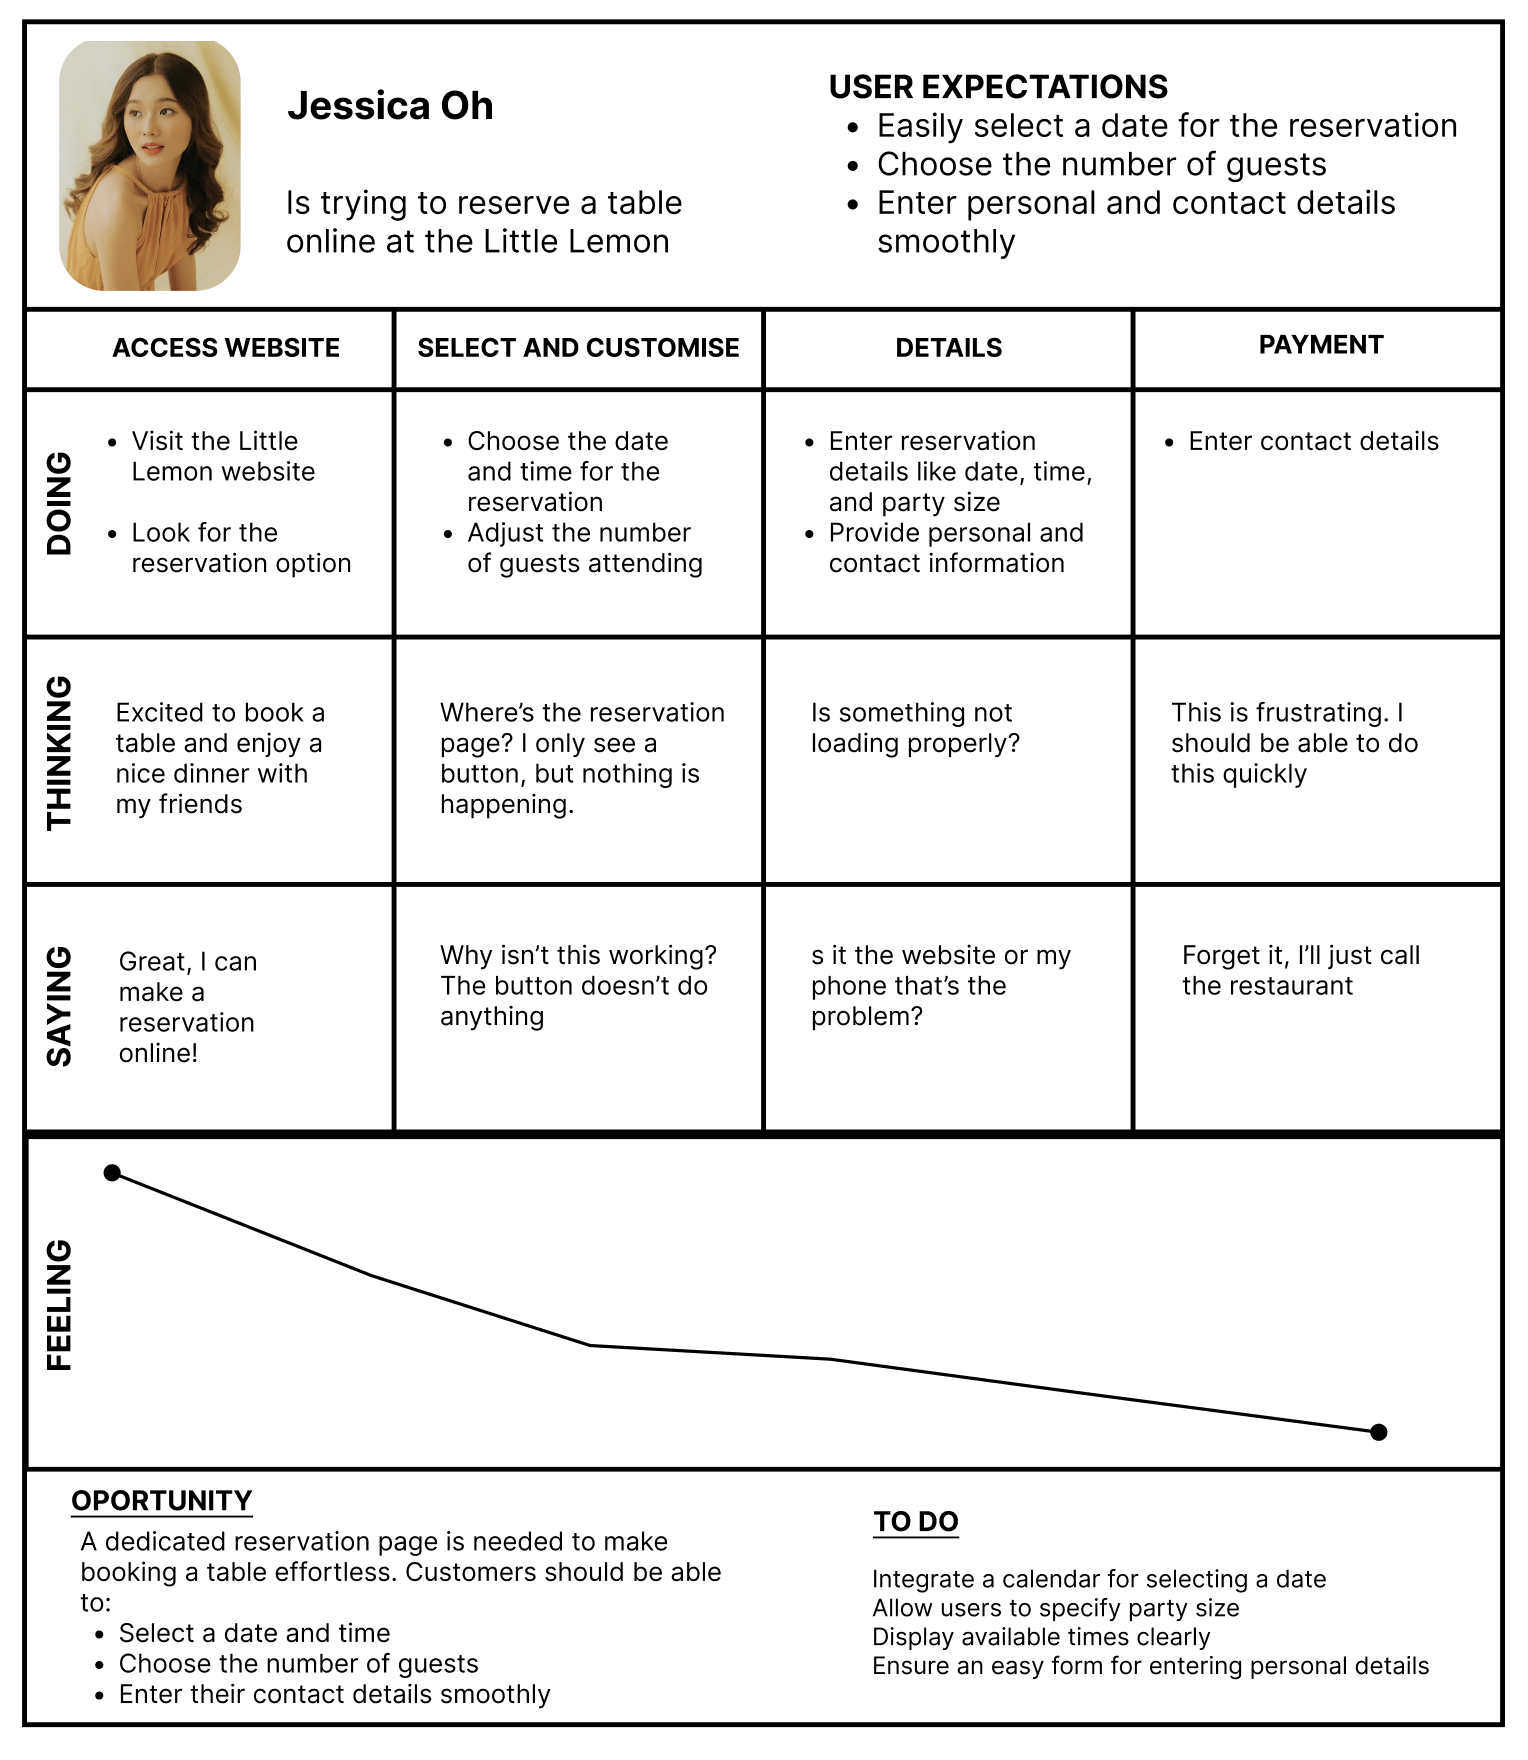 Jessica Oh
Is trying to reserve a table
online at the Little Lemon
USER EXPECTATIONS
• Easily select a date for the reservation
• Choose the number of guests
• Enter personal and contact details
smoothly
ACCESS WEBSITE
SELECT AND CUSTOMISE
DETAILS
PAYMENT
DOING
• Visit the Little
Lemon website
• Look for the
reservation option
• Choose the date
and time for the
reservation
• Adjust the number
of guests attending
• Enter reservation
details like date, time,
and party size
• Provide personal and
contact information
• Enter contact details
THINKING
Excited to book a
table and enjoy a
nice dinner with
my friends
Where’s the reservation
page? I only see a
button, but nothing is
happening.
Is something not
loading properly?
This is frustrating. I
should be able to do
this quickly
SAYING
Great, I can
make a
reservation
online!
Why isn’t this working?
The button doesn’t do
anything
s it the website or my
phone that’s the
problem?
Forget it, I’ll just call
the restaurant
FEELING
OPORTUNITY
A dedicated reservation page is needed to make
booking a table effortless. Customers should be able
to:
• Select a date and time
• Choose the number of guests
• Enter their contact details smoothly
TO DO
Integrate a calendar for selecting a date
Allow users to specify party size
Display available times clearly
Ensure an easy form for entering personal details